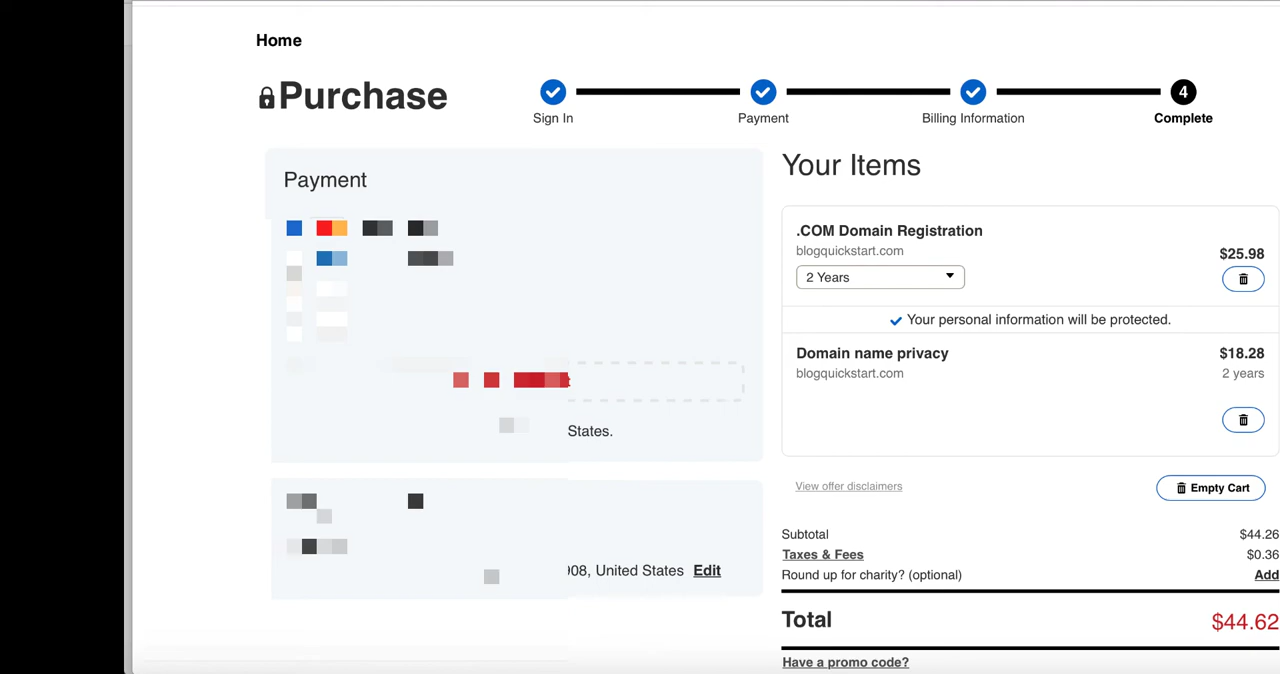 Home
Purchase
4
Sign In
Payment
Billing Information
Complete
Payment
States.
908, United States Edit
Your Items
.COM Domain Registration
blogquickstart.com
$25.98
2 Years
Your personal information will be protected.
Domain name privacy
$18.28
blogquickstart.com
2 years
View offer disclaimers
Empty Cart
Subtotal
$44.26
Taxes & Fees
$0.36
Round up for charity? (optional)
Add
Total
$44.62
Have a promo code?